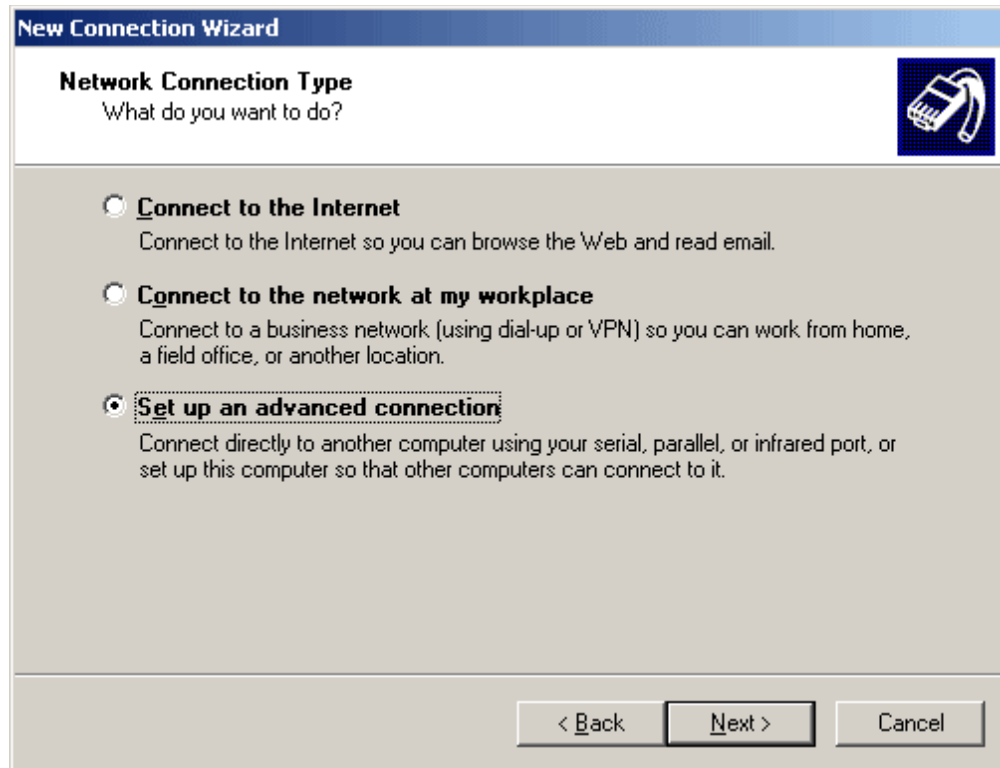 New Connection Wizard
Network Connection Type
What do you want to do?
Connect to the Internet
Connect to the Internet so you can browse the Web and read email.
Connect to the network at my workplace
Connect to a business network (using dial-up or VPN) so you can work from home,
a field office, or another location.
Set up an advanced connection
Connect directly to another computer using your serial, parallel, or infrared port, or
set up this computer so that other computers can connect to it.
< Back Next > Cancel